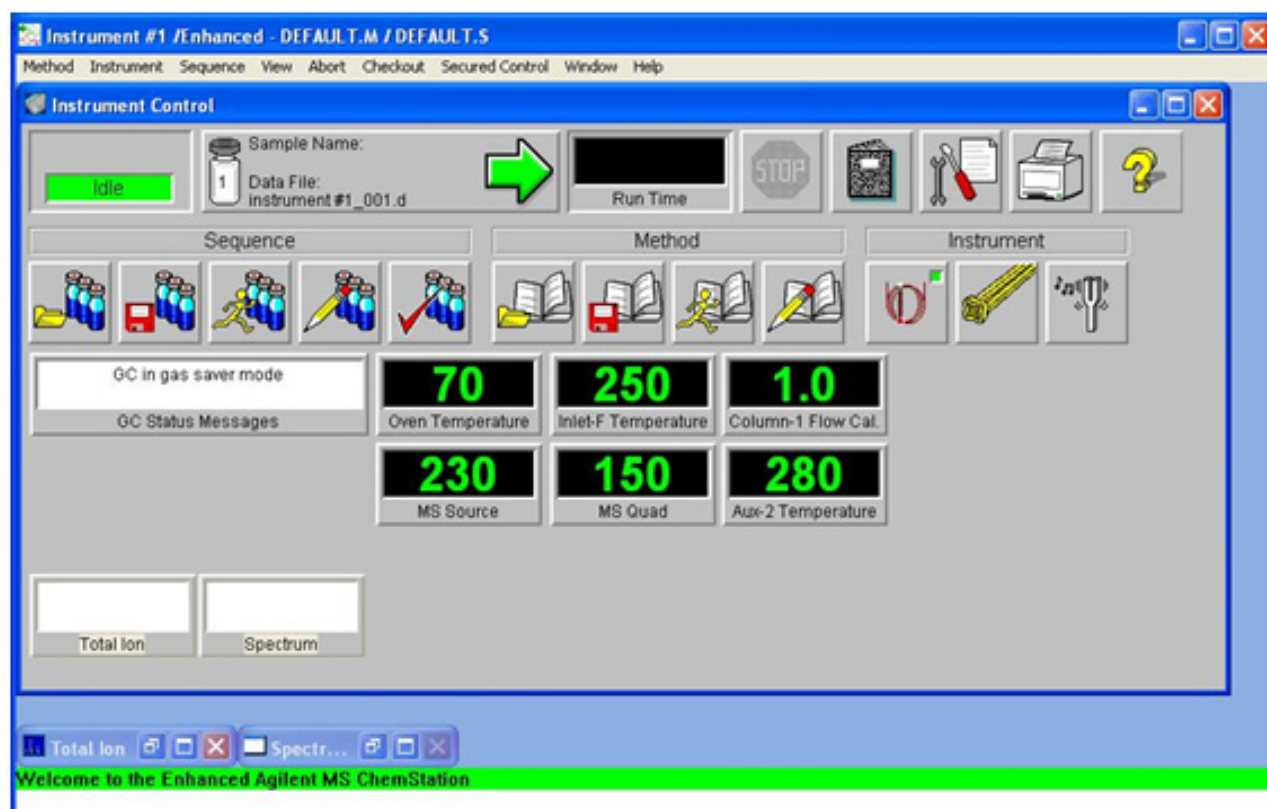 Instrument #1 /Enhanced - DEFAULT.M / DEFAULT.S
Method Instrument Sequence View Abort Checkout Secured Control Window Help
Instrument Control
Idle
1
Sample Name:
Data File:
instrument #1_001.d
Run Time
STOP
Sequence Method Instrument
GC in gas saver mode
GC Status Messages
70 250 1.0
Oven Temperature Inlet-F Temperature Column-1 Flow Cal.
230 150 280
MS Source MS Quad Aux-2 Temperature
Total Ion Spectrum
Total Ion Spectr...
Welcome to the Enhanced Agilent MS ChemStation